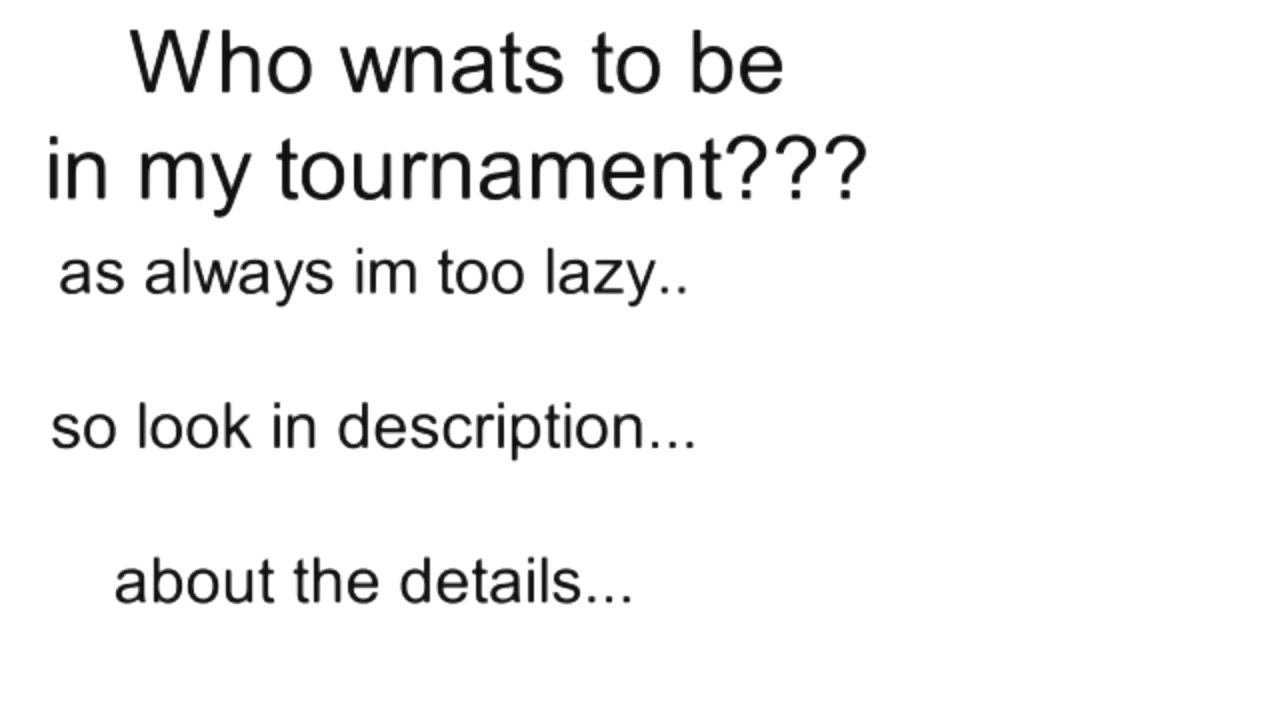 Who wnats to be
in my tournament???
as always im too lazy..
so look in description...
about the details...